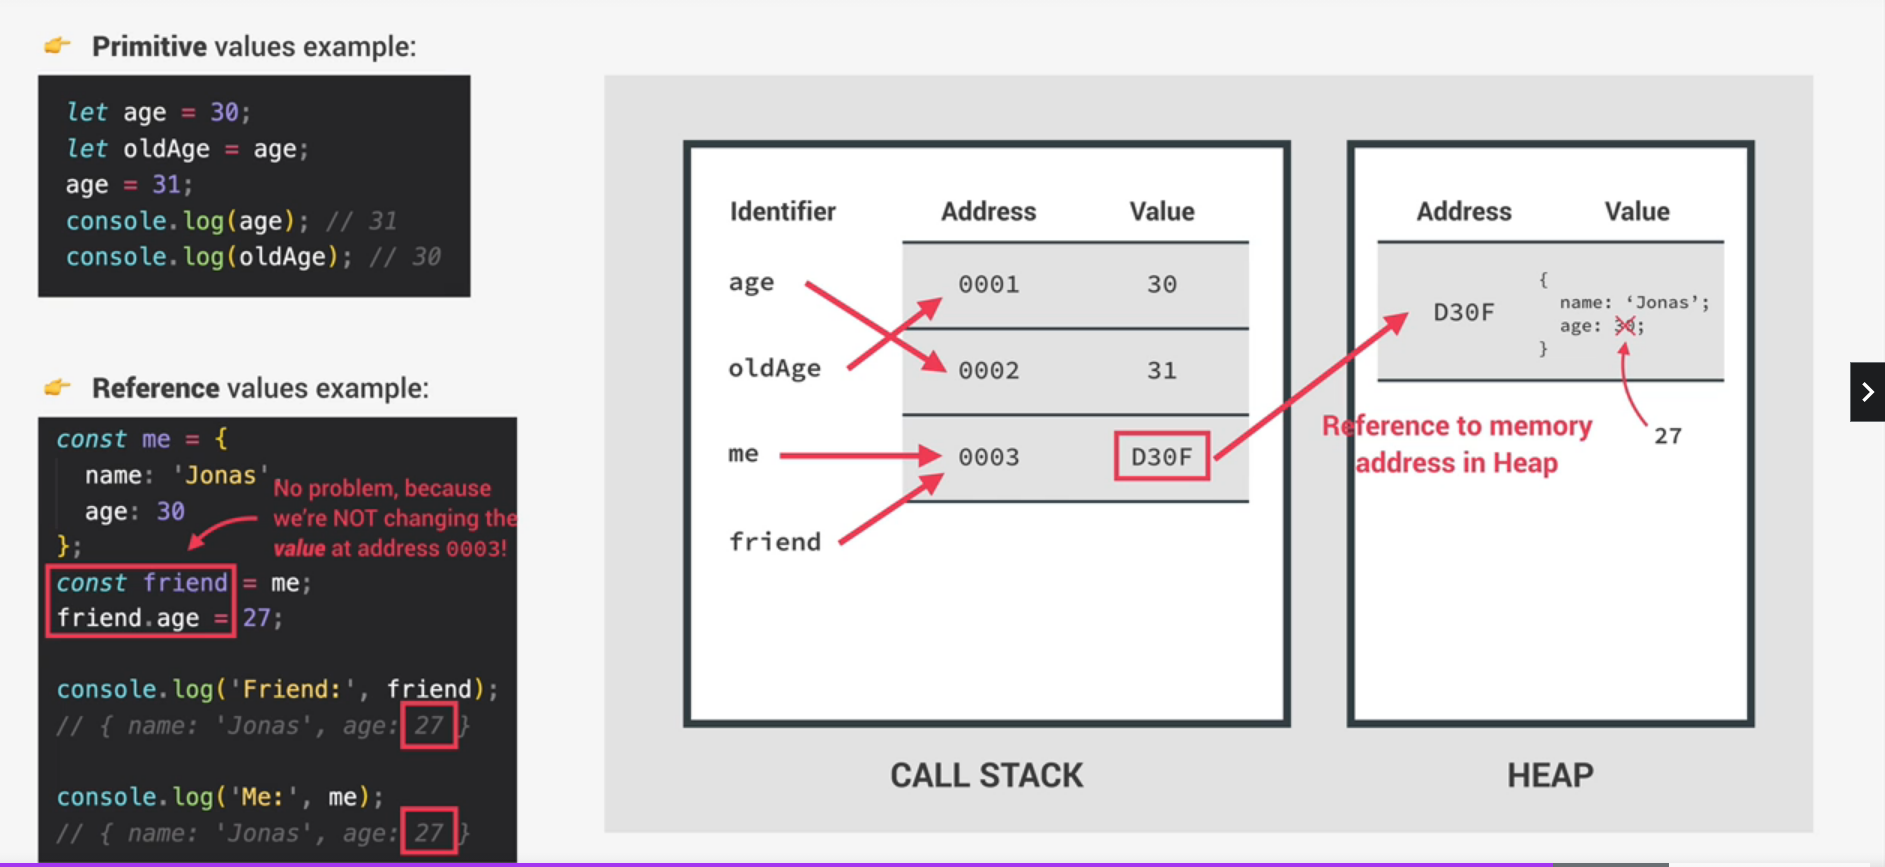 Primitive values example:
let age = 30;
let oldAge = age;
age = 31;
console.log(age); // 31
console.log(oldAge); // 30
Reference values example:
const me = {
name: 'Jonas',
age: 30
};
const friend = me;
friend.age = 27;
No problem, because
we're NOT changing the
value at address 0003!
console.log('Friend:', friend);
// { name: 'Jonas', age: 27 }
console.log('Me:', me);
// { name: 'Jonas', age: 27 }
Identifier Address Value
age 0001 30
oldAge 0002 31
me 0003 D30F
friend
CALL STACK
Address Value
D30F
{
name: ‘Jonas’;
age: 30;
}
27
Reference to memory
address in Heap
HEAP